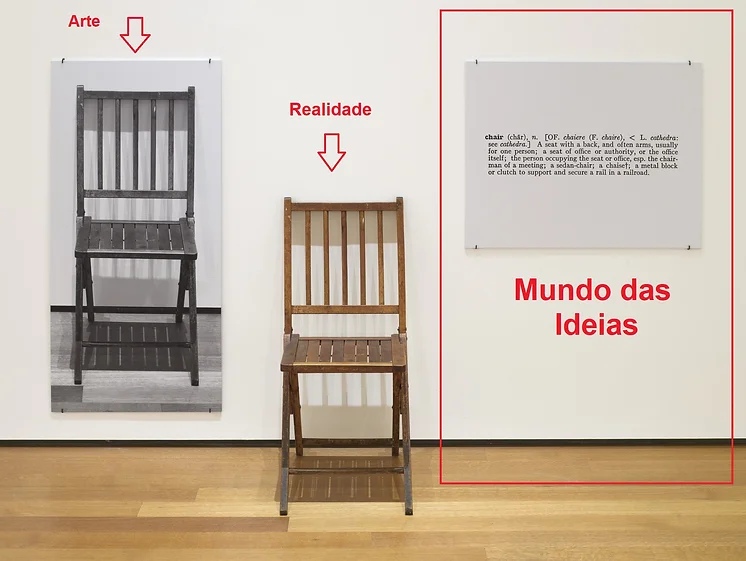 Arte
Realidade
chair (châr), n. [OF. chaiere (F. chaire), < L. cathedra:
see cathedra.] A seat with a back, and often arms, usually
for one person; a seat of office or authority, or the office
itself; the person occupying the seat or office, esp. the chair-
man of a meeting; a sedan-chair; a chaise†; a metal block
or clutch to support and secure a rail in a railroad.
Mundo das
Ideias